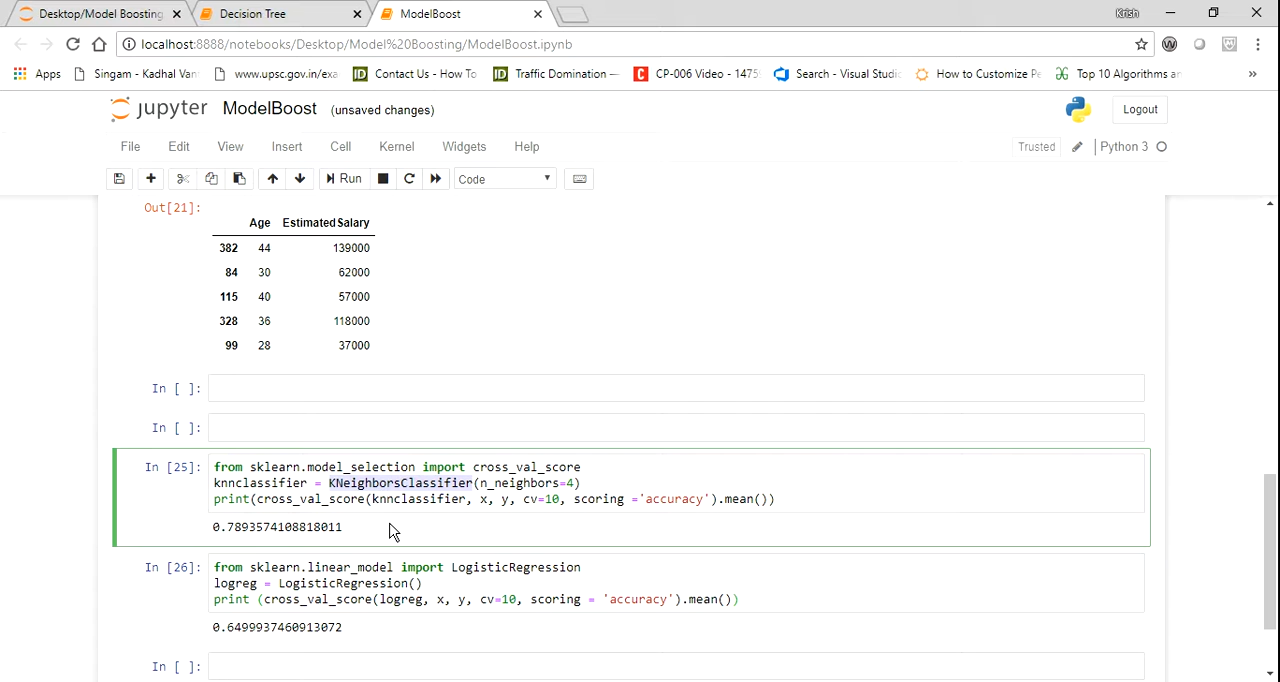 Desktop/Model Boosting
Decision Tree
ModelBoost
Krish
localhost:8888/notebooks/Desktop/Model%20Boosting/ModelBoost.ipynb
Apps
Singam - Kadhal Van
www.upsc.gov.in/exa
Contact Us - How To
Traffic Domination —
CP-006 Video - 1475
Search - Visual Studi
How to Customize Pe
Top 10 Algorithms a
jupyter ModelBoost (unsaved changes)
Logout
File Edit View Insert Cell Kernel Widgets Help
Trusted Python 3
Run Code
Out[21]:
Age EstimatedSalary
382 44 139000
84 30 62000
115 40 57000
328 36 118000
99 28 37000
In [ ]:
In [ ]:
In [25]: from sklearn.model_selection import cross_val_score
knnclassifier = KNeighborsClassifier(n_neighbors=4)
print(cross_val_score(knnclassifier, x, y, cv=10, scoring ='accuracy').mean())
0.7893574108818011
In [26]: from sklearn.linear_model import LogisticRegression
logreg = LogisticRegression()
print (cross_val_score(logreg, x, y, cv=10, scoring = 'accuracy').mean())
0.6499937460913072
In [ ]: